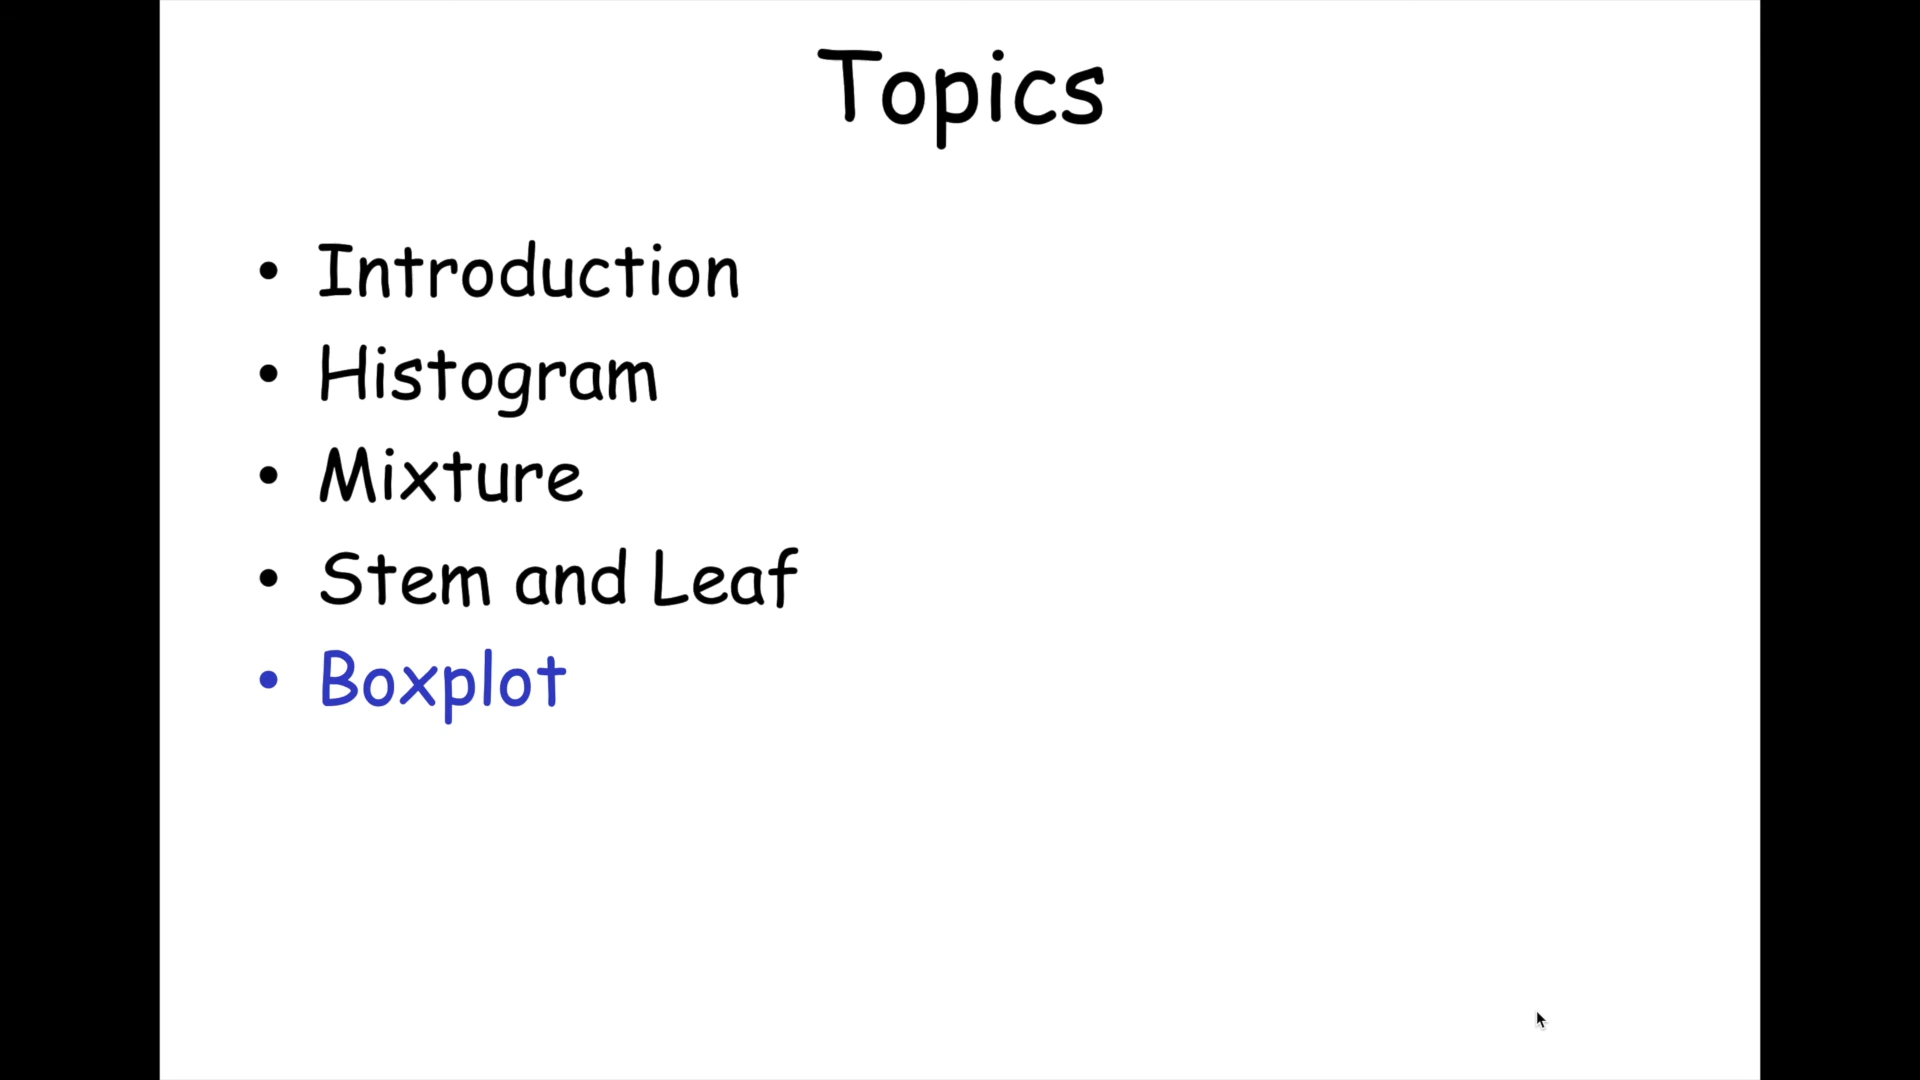 Topics
• Introduction
• Histogram
• Mixture
• Stem and Leaf
• Boxplot